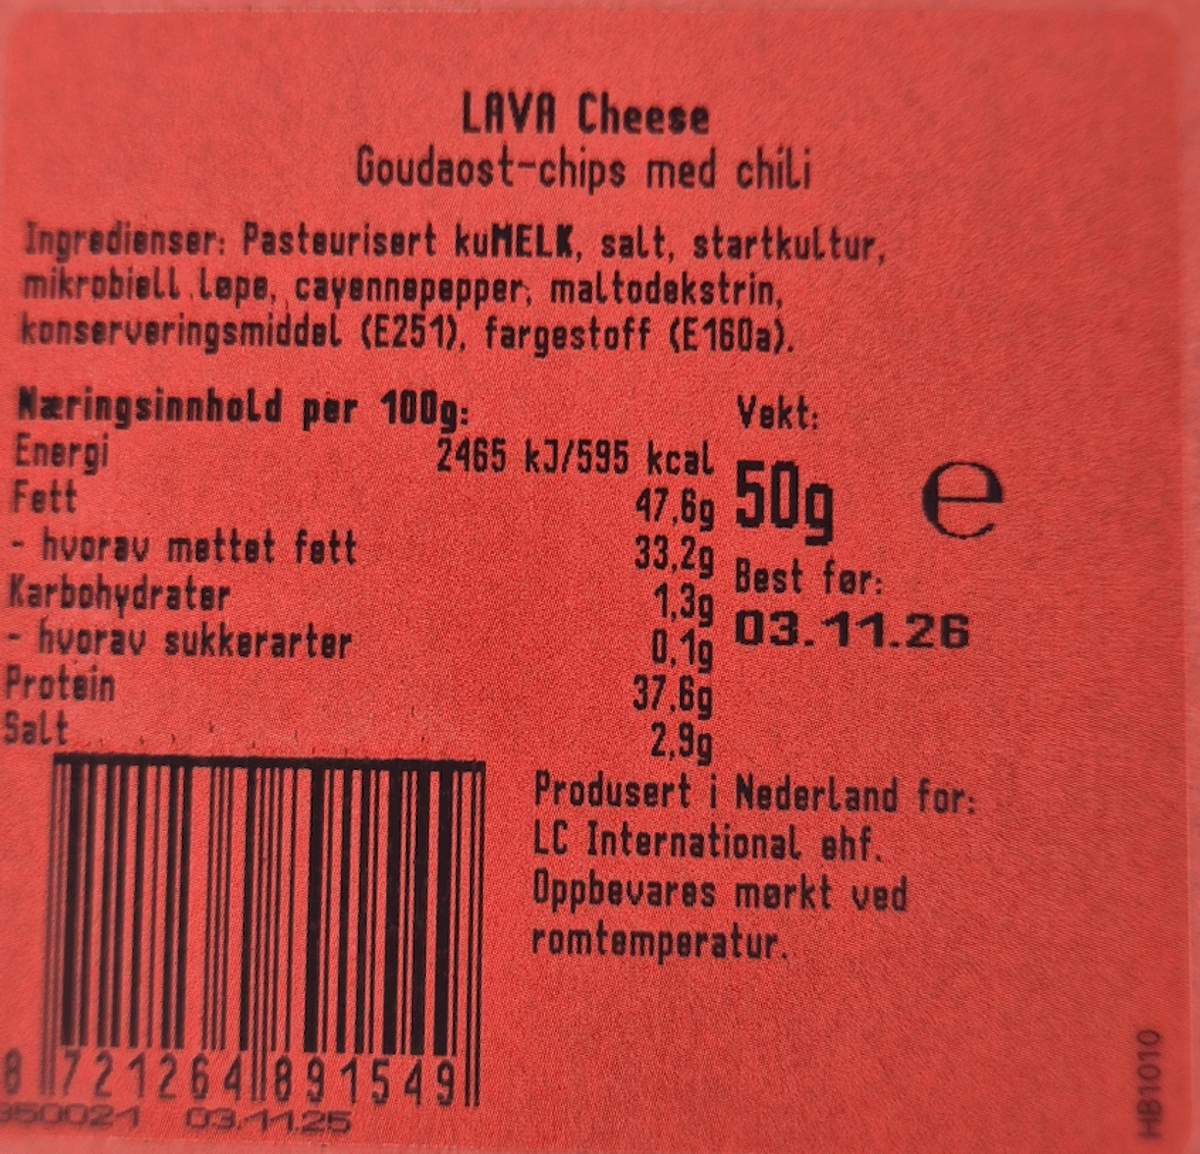 LAVA Cheese
Goudaost-chips med chili
Ingredienser: Pasteurisert kuMELK, salt, startkultur,
mikrobiell løpe, cayennepepper, maltodekstrin,
konserveringsmiddel (E251), fargestoff (E160a).
Næringsinnhold per 100g:
Energi 2465 kJ/595 kcal
Fett 47,6g
- hvorav mettet fett 33,2g
Karbohydrater 1,3g
- hvorav sukkerarter 0,1g
Protein 37,6g
Salt 2,9g
Vekt:
50g e
Best før:
03.11.26
Produsert i Nederland for:
LC International ehf.
Oppbevares mørkt ved
romtemperatur.
8 721264 891549
350021 03.11.25
HB1010